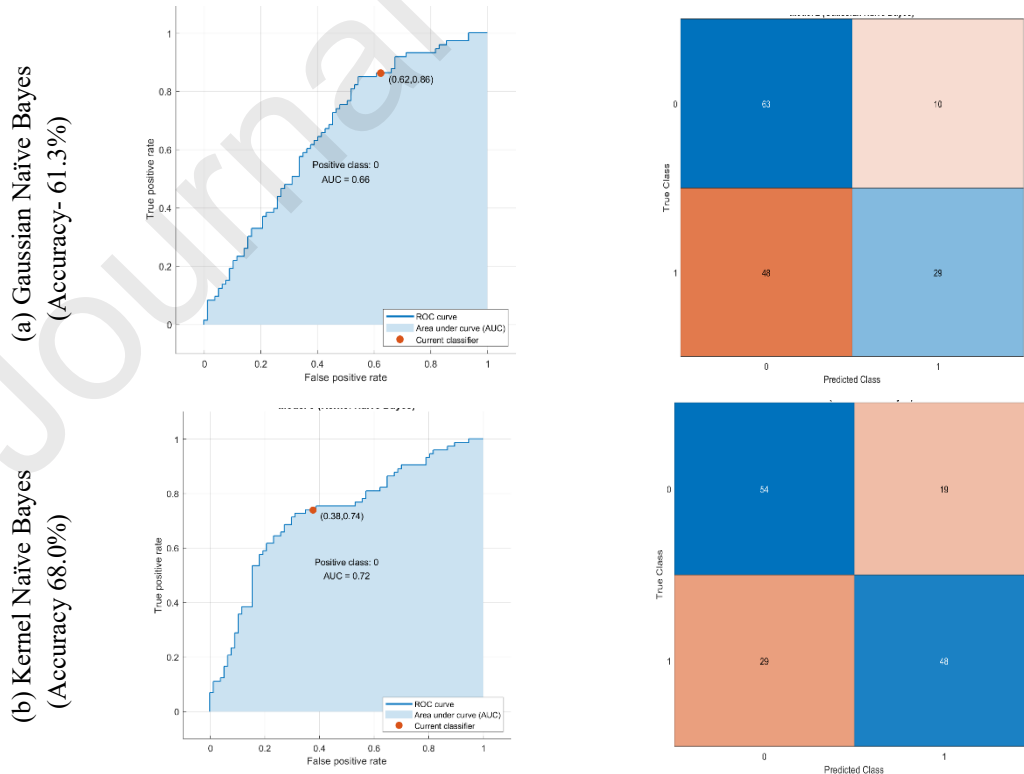 (a) Gaussian Naïve Bayes
(Accuracy- 61.3%)
True positive rate
1
0.8
0.6
0.4
0.2
0
(0.62,0.86)
Positive class: 0
AUC = 0.66
ROC curve
Area under curve (AUC)
Current classifier
0 0.2 0.4 0.6 0.8 1
False positive rate
True Class
0
63 10
1
48 29
0 1
Predicted Class
(b) Kernel Naïve Bayes
(Accuracy 68.0%)
True positive rate
1
0.8
0.6
0.4
0.2
0
(0.38,0.74)
Positive class: 0
AUC = 0.72
ROC curve
Area under curve (AUC)
Current classifier
0 0.2 0.4 0.6 0.8 1
False positive rate
True Class
0
54 19
1
29 48
0 1
Predicted Class
Journal